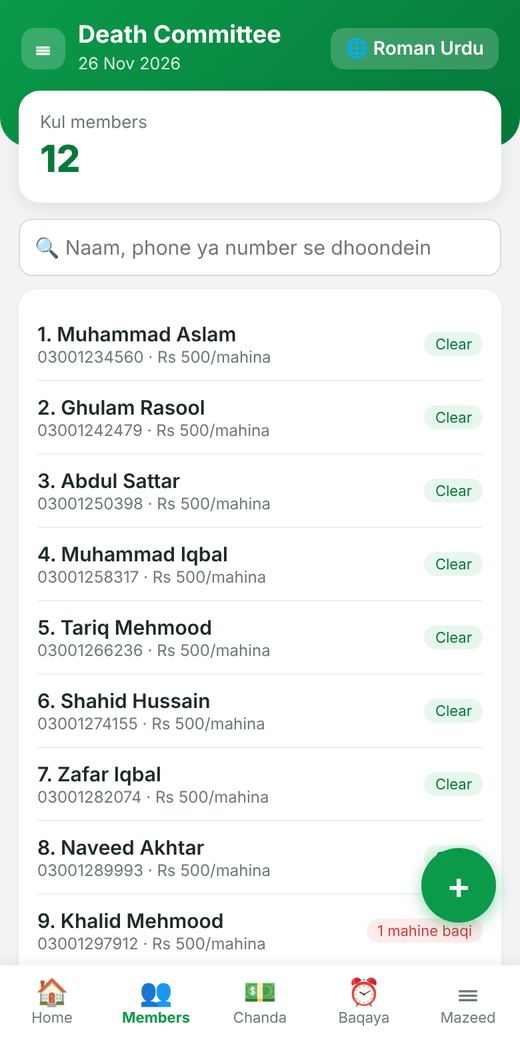 Death Committee
26 Nov 2026
🌐 Roman Urdu
Kul members
12
🔍 Naam, phone ya number se dhoondein
1. Muhammad Aslam
03001234560 · Rs 500/mahina
Clear
2. Ghulam Rasool
03001242479 · Rs 500/mahina
Clear
3. Abdul Sattar
03001250398 · Rs 500/mahina
Clear
4. Muhammad Iqbal
03001258317 · Rs 500/mahina
Clear
5. Tariq Mehmood
03001266236 · Rs 500/mahina
Clear
6. Shahid Hussain
03001274155 · Rs 500/mahina
Clear
7. Zafar Iqbal
03001282074 · Rs 500/mahina
Clear
8. Naveed Akhtar
03001289993 · Rs 500/mahina
9. Khalid Mehmood
03001297912 · Rs 500/mahina
1 mahine baqi
+
Home
Members
Chanda
Baqaya
Mazeed